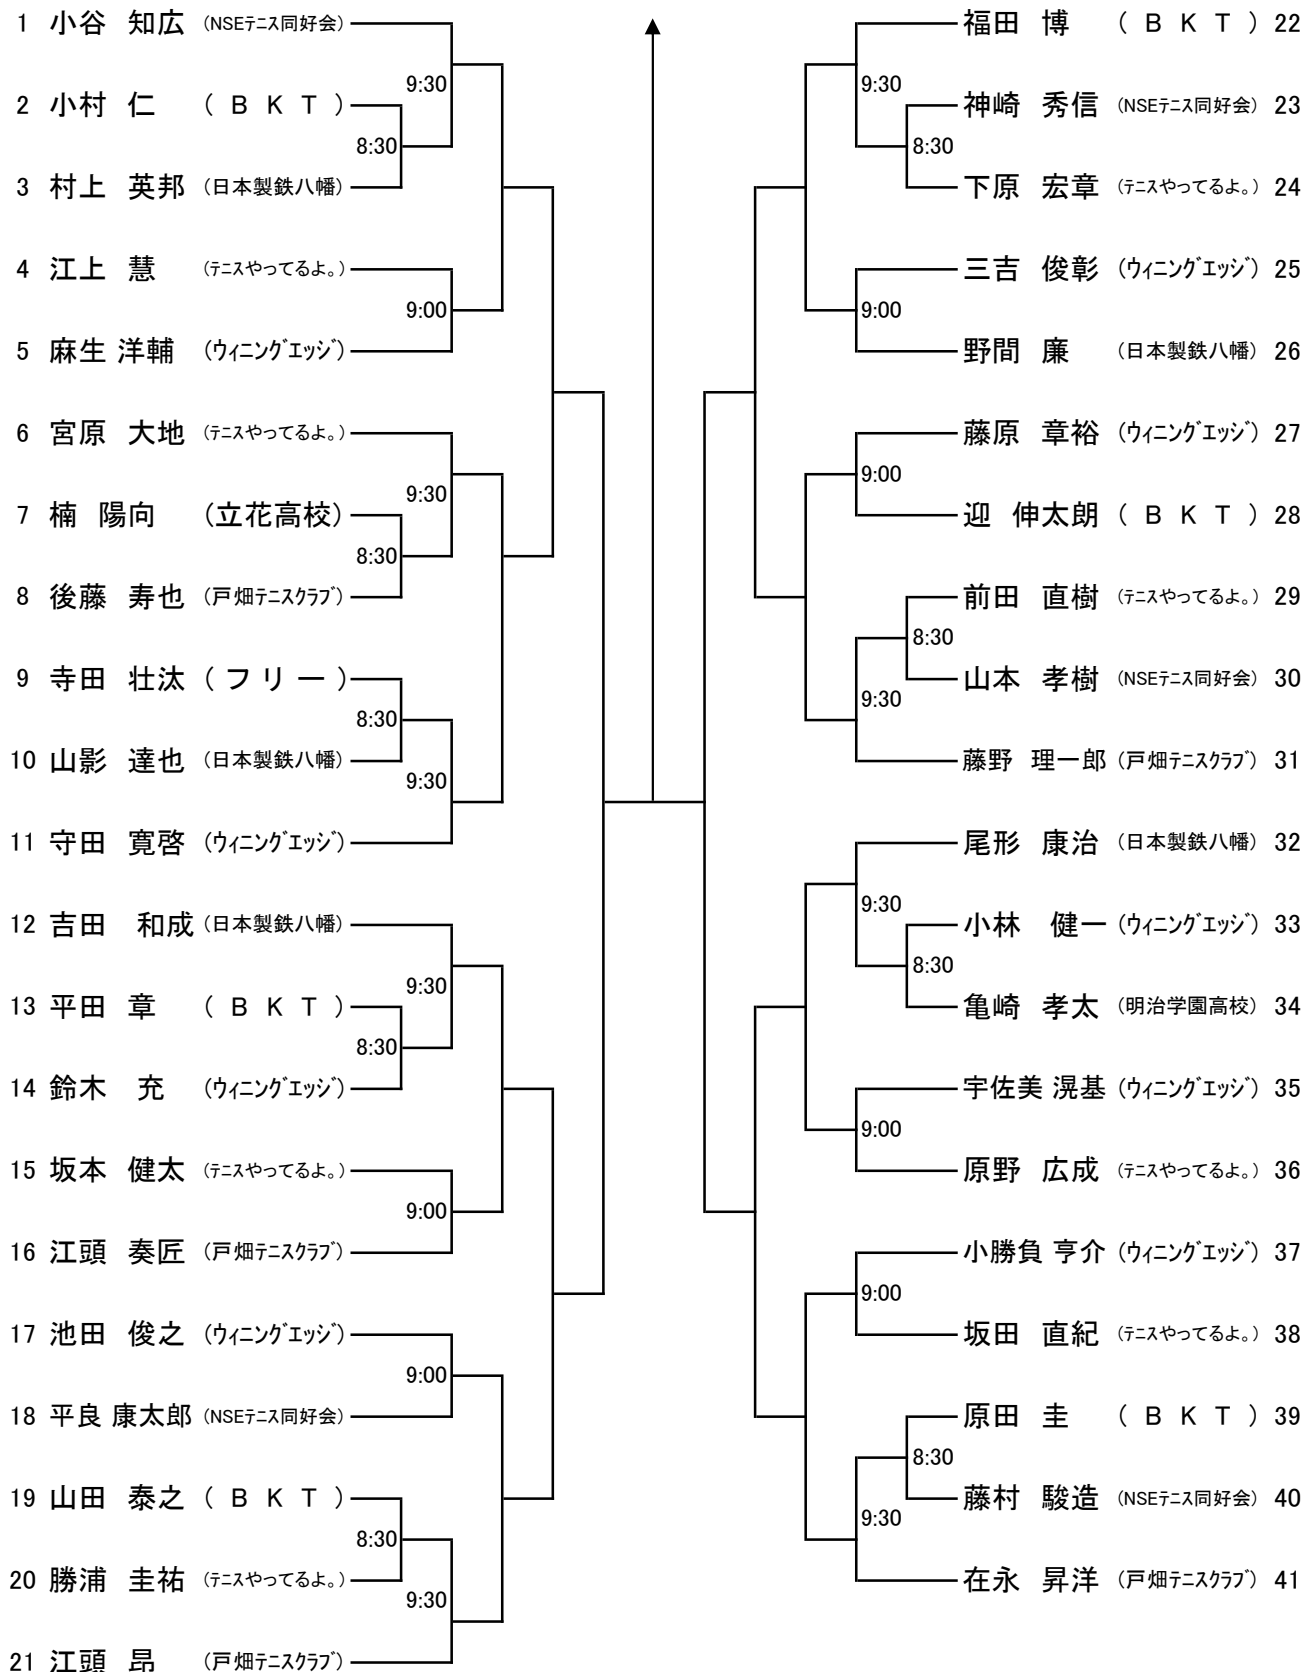 1 小谷 知広 (NSEテニス同好会)
9:30
2 小村 仁 (BKT)
8:30
3 村上 英邦 (日本製鉄八幡)
4 江上 慧 (テニスやってるよ。)
9:00
5 麻生 洋輔 (ウィニングエッジ)
6 宮原 大地 (テニスやってるよ。)
9:30
7 楠 陽向 (立花高校)
8:30
8 後藤 寿也 (戸畑テニスクラブ)
9 寺田 壮汰 (フリー)
8:30
10 山影 達也 (日本製鉄八幡)
9:30
11 守田 寛啓 (ウィニングエッジ)
12 吉田 和成 (日本製鉄八幡)
9:30
13 平田 章 (BKT)
8:30
14 鈴木 充 (ウィニングエッジ)
15 坂本 健太 (テニスやってるよ。)
9:00
16 江頭 奏匠 (戸畑テニスクラブ)
17 池田 俊之 (ウィニングエッジ)
9:00
18 平良 康太郎 (NSEテニス同好会)
19 山田 泰之 (BKT)
8:30
20 勝浦 圭祐 (テニスやってるよ。)
9:30
21 江頭 昂 (戸畑テニスクラブ)
福田 博 (BKT) 22
9:30
神崎 秀信 (NSEテニス同好会) 23
8:30
下原 宏章 (テニスやってるよ。) 24
三吉 俊彰 (ウィニングエッジ) 25
9:00
野間 廉 (日本製鉄八幡) 26
藤原 章裕 (ウィニングエッジ) 27
9:00
迎 伸太朗 (BKT) 28
前田 直樹 (テニスやってるよ。) 29
8:30
山本 孝樹 (NSEテニス同好会) 30
9:30
藤野 理一郎 (戸畑テニスクラブ) 31
尾形 康治 (日本製鉄八幡) 32
9:30
小林 健一 (ウィニングエッジ) 33
8:30
亀崎 孝太 (明治学園高校) 34
宇佐美 滉基 (ウィニングエッジ) 35
9:00
原野 広成 (テニスやってるよ。) 36
小勝負 亨介 (ウィニングエッジ) 37
9:00
坂田 直紀 (テニスやってるよ。) 38
原田 圭 (BKT) 39
8:30
藤村 駿造 (NSEテニス同好会) 40
9:30
在永 昇洋 (戸畑テニスクラブ) 41